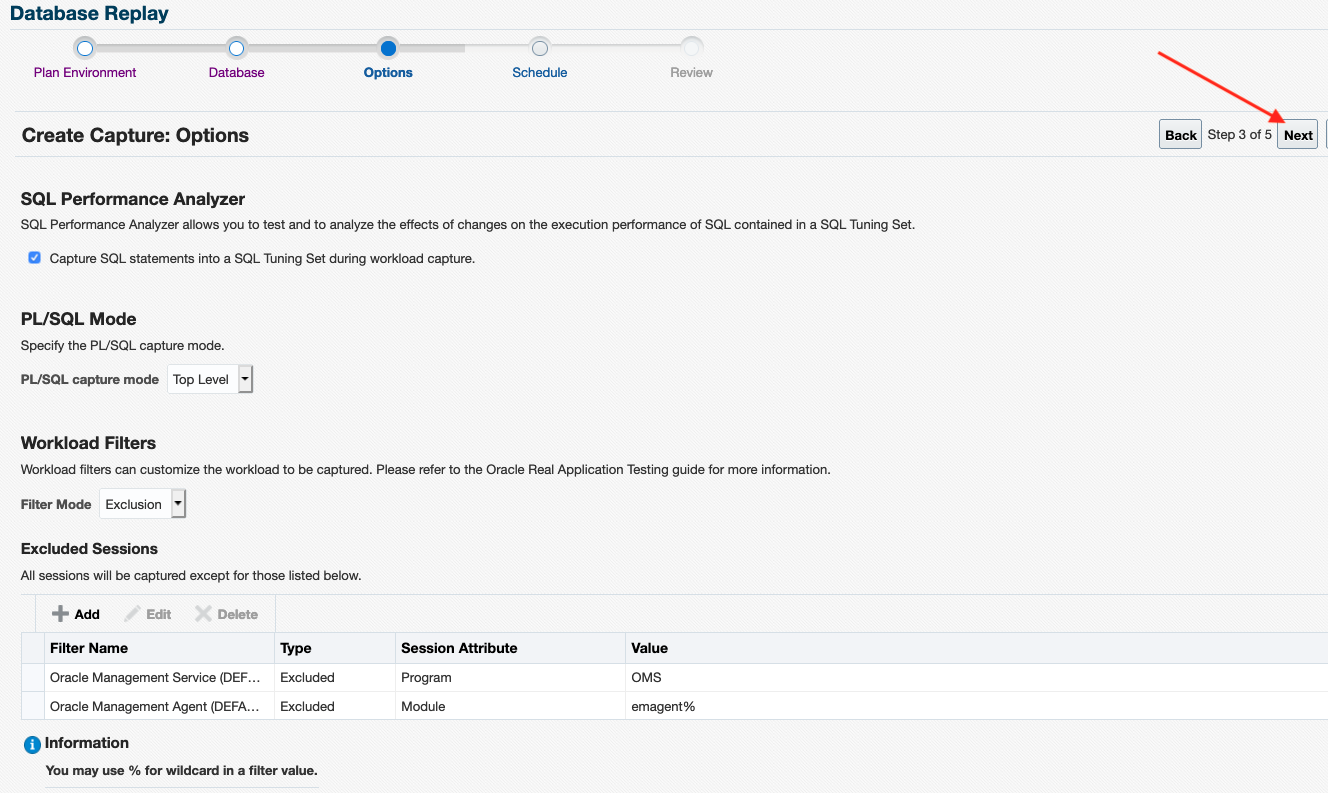 Database Replay
Plan Environment Database Options Schedule Review
Create Capture: Options
Back Step 3 of 5 Next
SQL Performance Analyzer
SQL Performance Analyzer allows you to test and to analyze the effects of changes on the execution performance of SQL contained in a SQL Tuning Set.
Capture SQL statements into a SQL Tuning Set during workload capture.
PL/SQL Mode
Specify the PL/SQL capture mode.
PL/SQL capture mode Top Level
Workload Filters
Workload filters can customize the workload to be captured. Please refer to the Oracle Real Application Testing guide for more information.
Filter Mode Exclusion
Excluded Sessions
All sessions will be captured except for those listed below.
Add Edit Delete
Filter Name Type Session Attribute Value
Oracle Management Service (DEF... Excluded Program OMS
Oracle Management Agent (DEFA... Excluded Module emagent%
Information
You may use % for wildcard in a filter value.